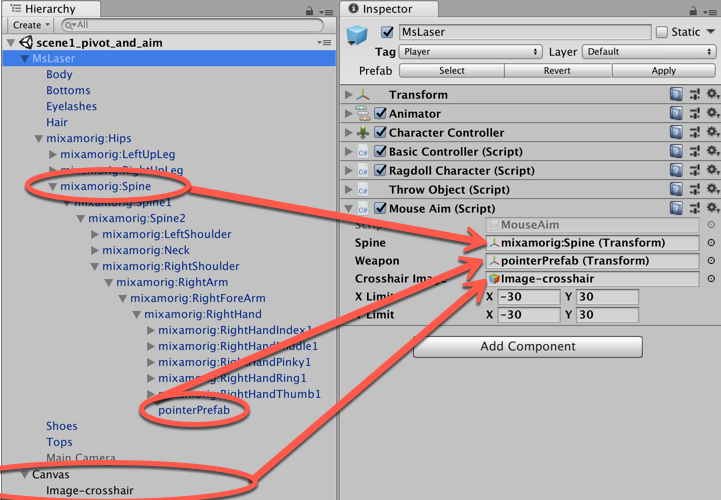 Hierarchy
Create
All
scene1_pivot_and_aim
MsLaser
Body
Bottoms
Eyelashes
Hair
mixamorig:Hips
mixamorig:LeftUpLeg
mixamorig:RightUpLeg
mixamorig:Spine
mixamorig:Spine1
mixamorig:Spine2
mixamorig:LeftShoulder
mixamorig:Neck
mixamorig:RightShoulder
mixamorig:RightArm
mixamorig:RightForeArm
mixamorig:RightHand
mixamorig:RightHandIndex1
mixamorig:RightHandMiddle1
mixamorig:RightHandPinky1
mixamorig:RightHandRing1
mixamorig:RightHandThumb1
pointerPrefab
Shoes
Tops
Main Camera
Canvas
Image-crosshair
Inspector
MsLaser Static
Tag Player Layer Default
Prefab Select Revert Apply
Transform
Animator
Character Controller
C# Basic Controller (Script)
C# Ragdoll Character (Script)
C# Throw Object (Script)
C# Mouse Aim (Script)
Script MouseAim
Spine mixamorig:Spine (Transform)
Weapon pointerPrefab (Transform)
Crosshair Image Image-crosshair
X Limit X -30 Y 30
Y Limit X -30 Y 30
Add Component